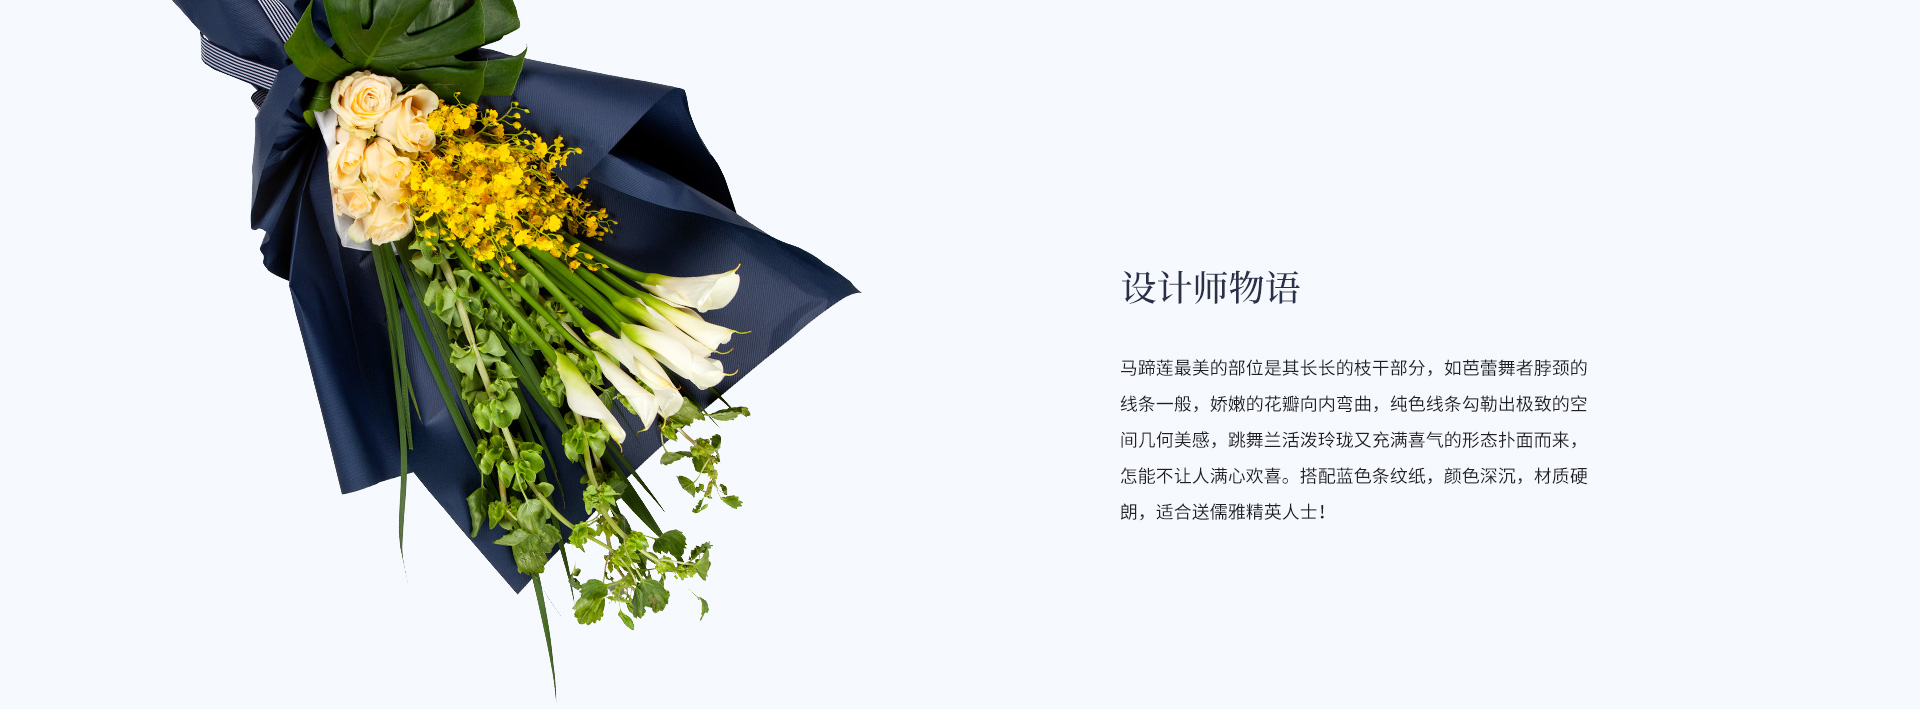 设计师物语
马蹄莲最美的部位是其长长的枝干部分，如芭蕾舞者脖颈的
线条一般，娇嫩的花瓣向内弯曲，纯色线条勾勒出极致的空
间几何美感，跳舞兰活泼玲珑又充满喜气的形态扑面而来，
怎能不让人满心欢喜。搭配蓝色条纹纸，颜色深沉，材质硬
朗，适合送儒雅精英人士！